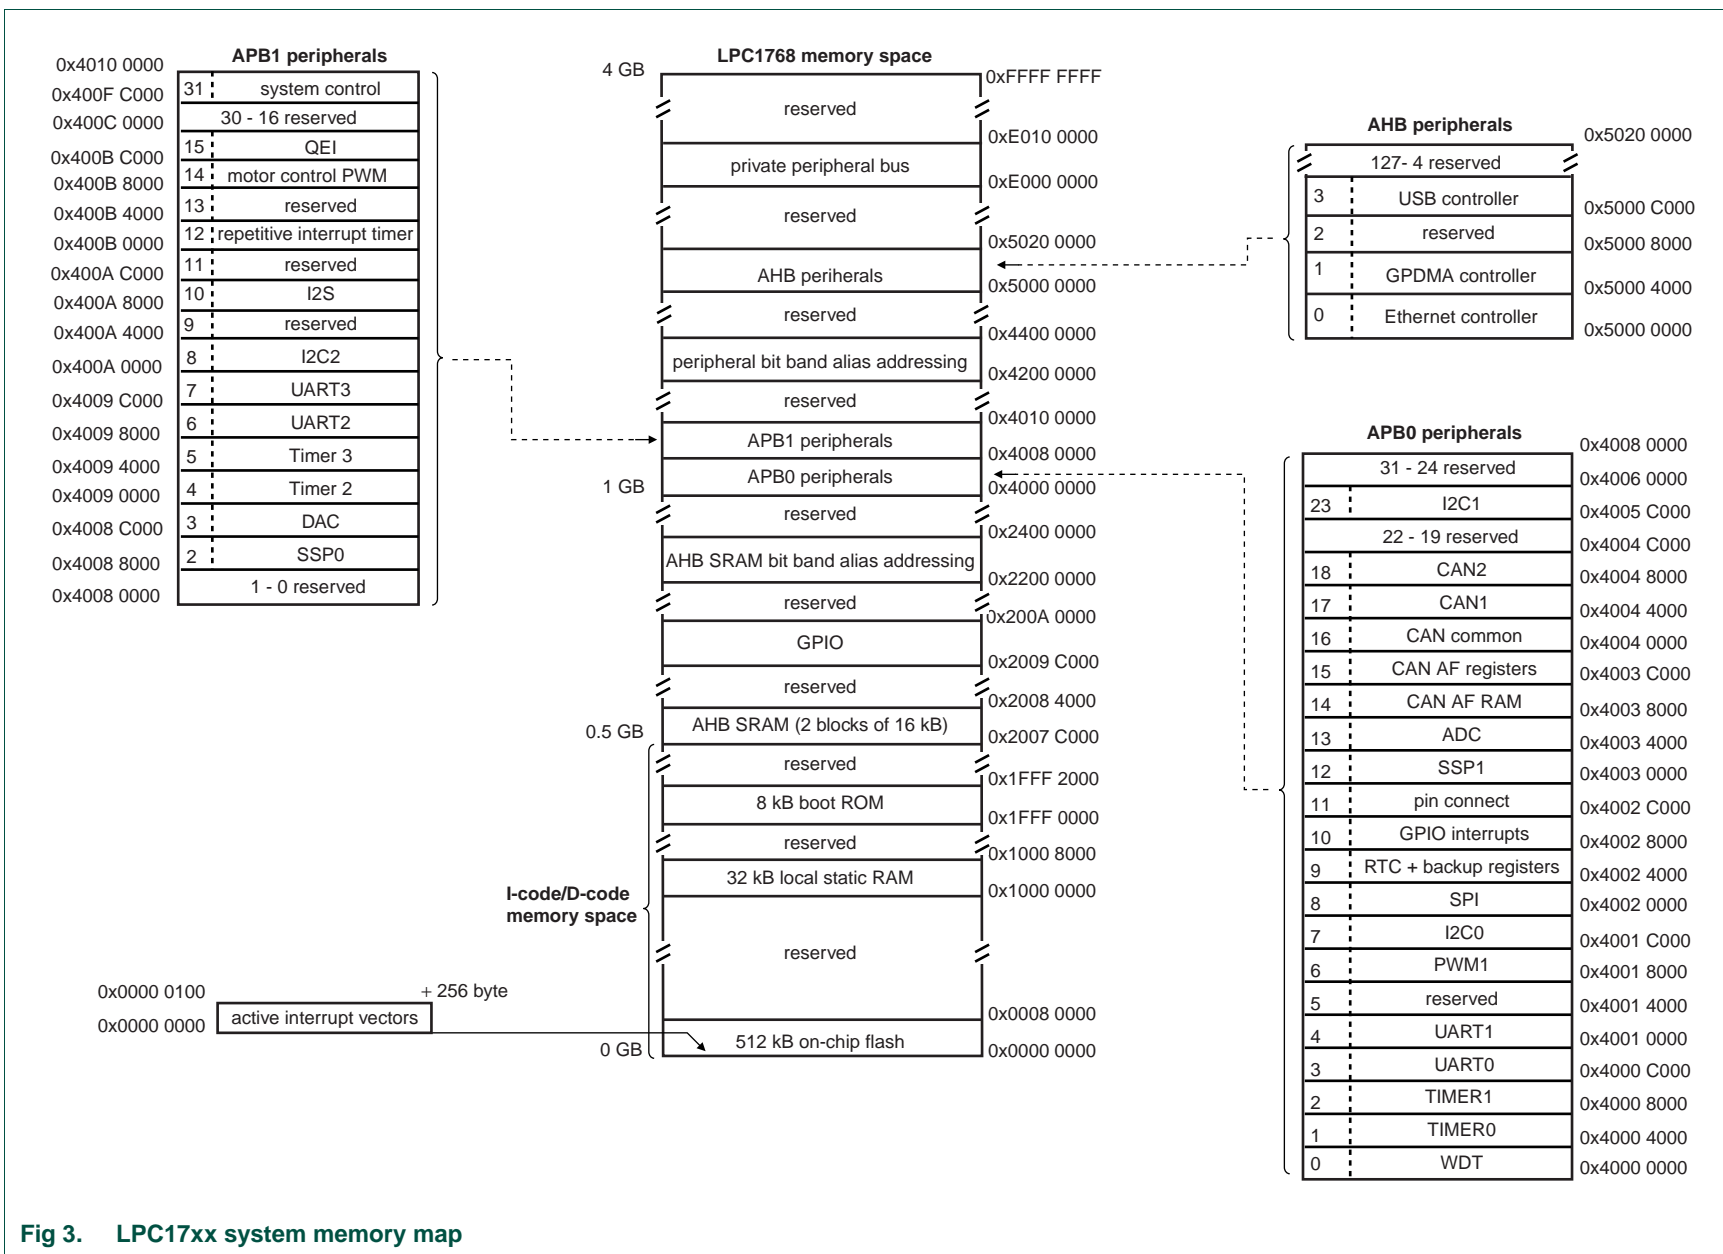 APB1 peripherals
0x4010 0000
31 system control
0x400F C000
30 - 16 reserved
0x400C 0000
15 QEI
0x400B C000
14 motor control PWM
0x400B 8000
13 reserved
0x400B 4000
12 repetitive interrupt timer
0x400B 0000
11 reserved
0x400A C000
10 I2S
0x400A 8000
9 reserved
0x400A 4000
8 I2C2
0x400A 0000
7 UART3
0x4009 C000
6 UART2
0x4009 8000
5 Timer 3
0x4009 4000
4 Timer 2
0x4009 0000
3 DAC
0x4008 C000
2 SSP0
0x4008 8000
1 - 0 reserved
0x4008 0000
LPC1768 memory space
4 GB
0xFFFF FFFF
reserved
0xE010 0000
private peripheral bus
0xE000 0000
reserved
0x5020 0000
AHB periherals
0x5000 0000
reserved
0x4400 0000
peripheral bit band alias addressing
0x4200 0000
reserved
0x4010 0000
APB1 peripherals
0x4008 0000
APB0 peripherals
1 GB
0x4000 0000
reserved
0x2400 0000
AHB SRAM bit band alias addressing
0x2200 0000
reserved
0x200A 0000
GPIO
0x2009 C000
reserved
0x2008 4000
AHB SRAM (2 blocks of 16 kB)
0.5 GB
0x2007 C000
reserved
0x1FFF 2000
8 kB boot ROM
0x1FFF 0000
reserved
0x1000 8000
32 kB local static RAM
0x1000 0000
I-code/D-code
memory space
reserved
0x0008 0000
512 kB on-chip flash
0 GB
0x0000 0000
0x0000 0100
+ 256 byte
active interrupt vectors
0x0000 0000
AHB peripherals
0x5020 0000
127- 4 reserved
3 USB controller
0x5000 C000
2 reserved
0x5000 8000
1 GPDMA controller
0x5000 4000
0 Ethernet controller
0x5000 0000
APB0 peripherals
0x4008 0000
31 - 24 reserved
0x4006 0000
23 I2C1
0x4005 C000
22 - 19 reserved
0x4004 C000
18 CAN2
0x4004 8000
17 CAN1
0x4004 4000
16 CAN common
0x4004 0000
15 CAN AF registers
0x4003 C000
14 CAN AF RAM
0x4003 8000
13 ADC
0x4003 4000
12 SSP1
0x4003 0000
11 pin connect
0x4002 C000
10 GPIO interrupts
0x4002 8000
9 RTC + backup registers
0x4002 4000
8 SPI
0x4002 0000
7 I2C0
0x4001 C000
6 PWM1
0x4001 8000
5 reserved
0x4001 4000
4 UART1
0x4001 0000
3 UART0
0x4000 C000
2 TIMER1
0x4000 8000
1 TIMER0
0x4000 4000
0 WDT
0x4000 0000
Fig 3. LPC17xx system memory map